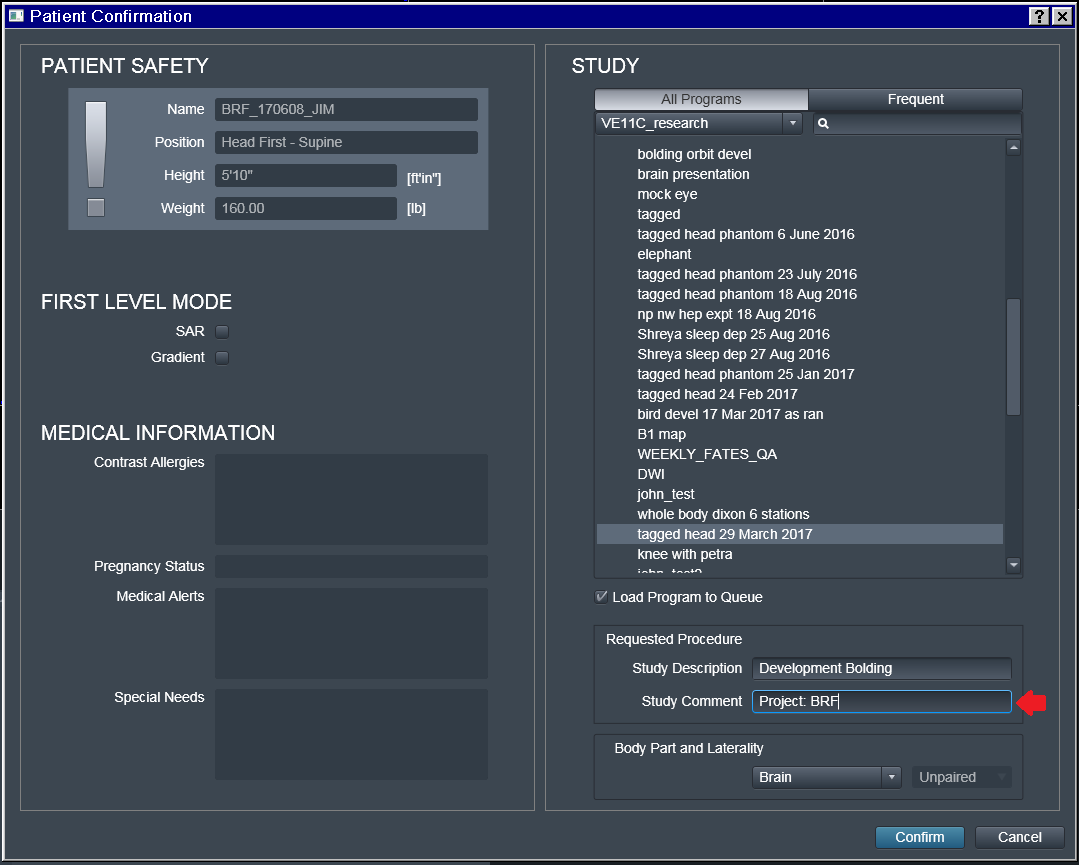 Patient Confirmation
PATIENT SAFETY
Name BRF_170608_JIM
Position Head First - Supine
Height 5'10" [ft'in"]
Weight 160.00 [lb]
FIRST LEVEL MODE
SAR
Gradient
MEDICAL INFORMATION
Contrast Allergies
Pregnancy Status
Medical Alerts
Special Needs
STUDY
All Programs Frequent
VE11C_research
bolding orbit devel
brain presentation
mock eye
tagged
tagged head phantom 6 June 2016
elephant
tagged head phantom 23 July 2016
tagged head phantom 18 Aug 2016
np nw hep expt 18 Aug 2016
Shreya sleep dep 25 Aug 2016
Shreya sleep dep 27 Aug 2016
tagged head phantom 25 Jan 2017
tagged head 24 Feb 2017
bird devel 17 Mar 2017 as ran
B1 map
WEEKLY_FATES_QA
DWI
john_test
whole body dixon 6 stations
tagged head 29 March 2017
knee with petra
Load Program to Queue
Requested Procedure
Study Description Development Bolding
Study Comment Project: BRF
Body Part and Laterality
Brain Unpaired
Confirm Cancel